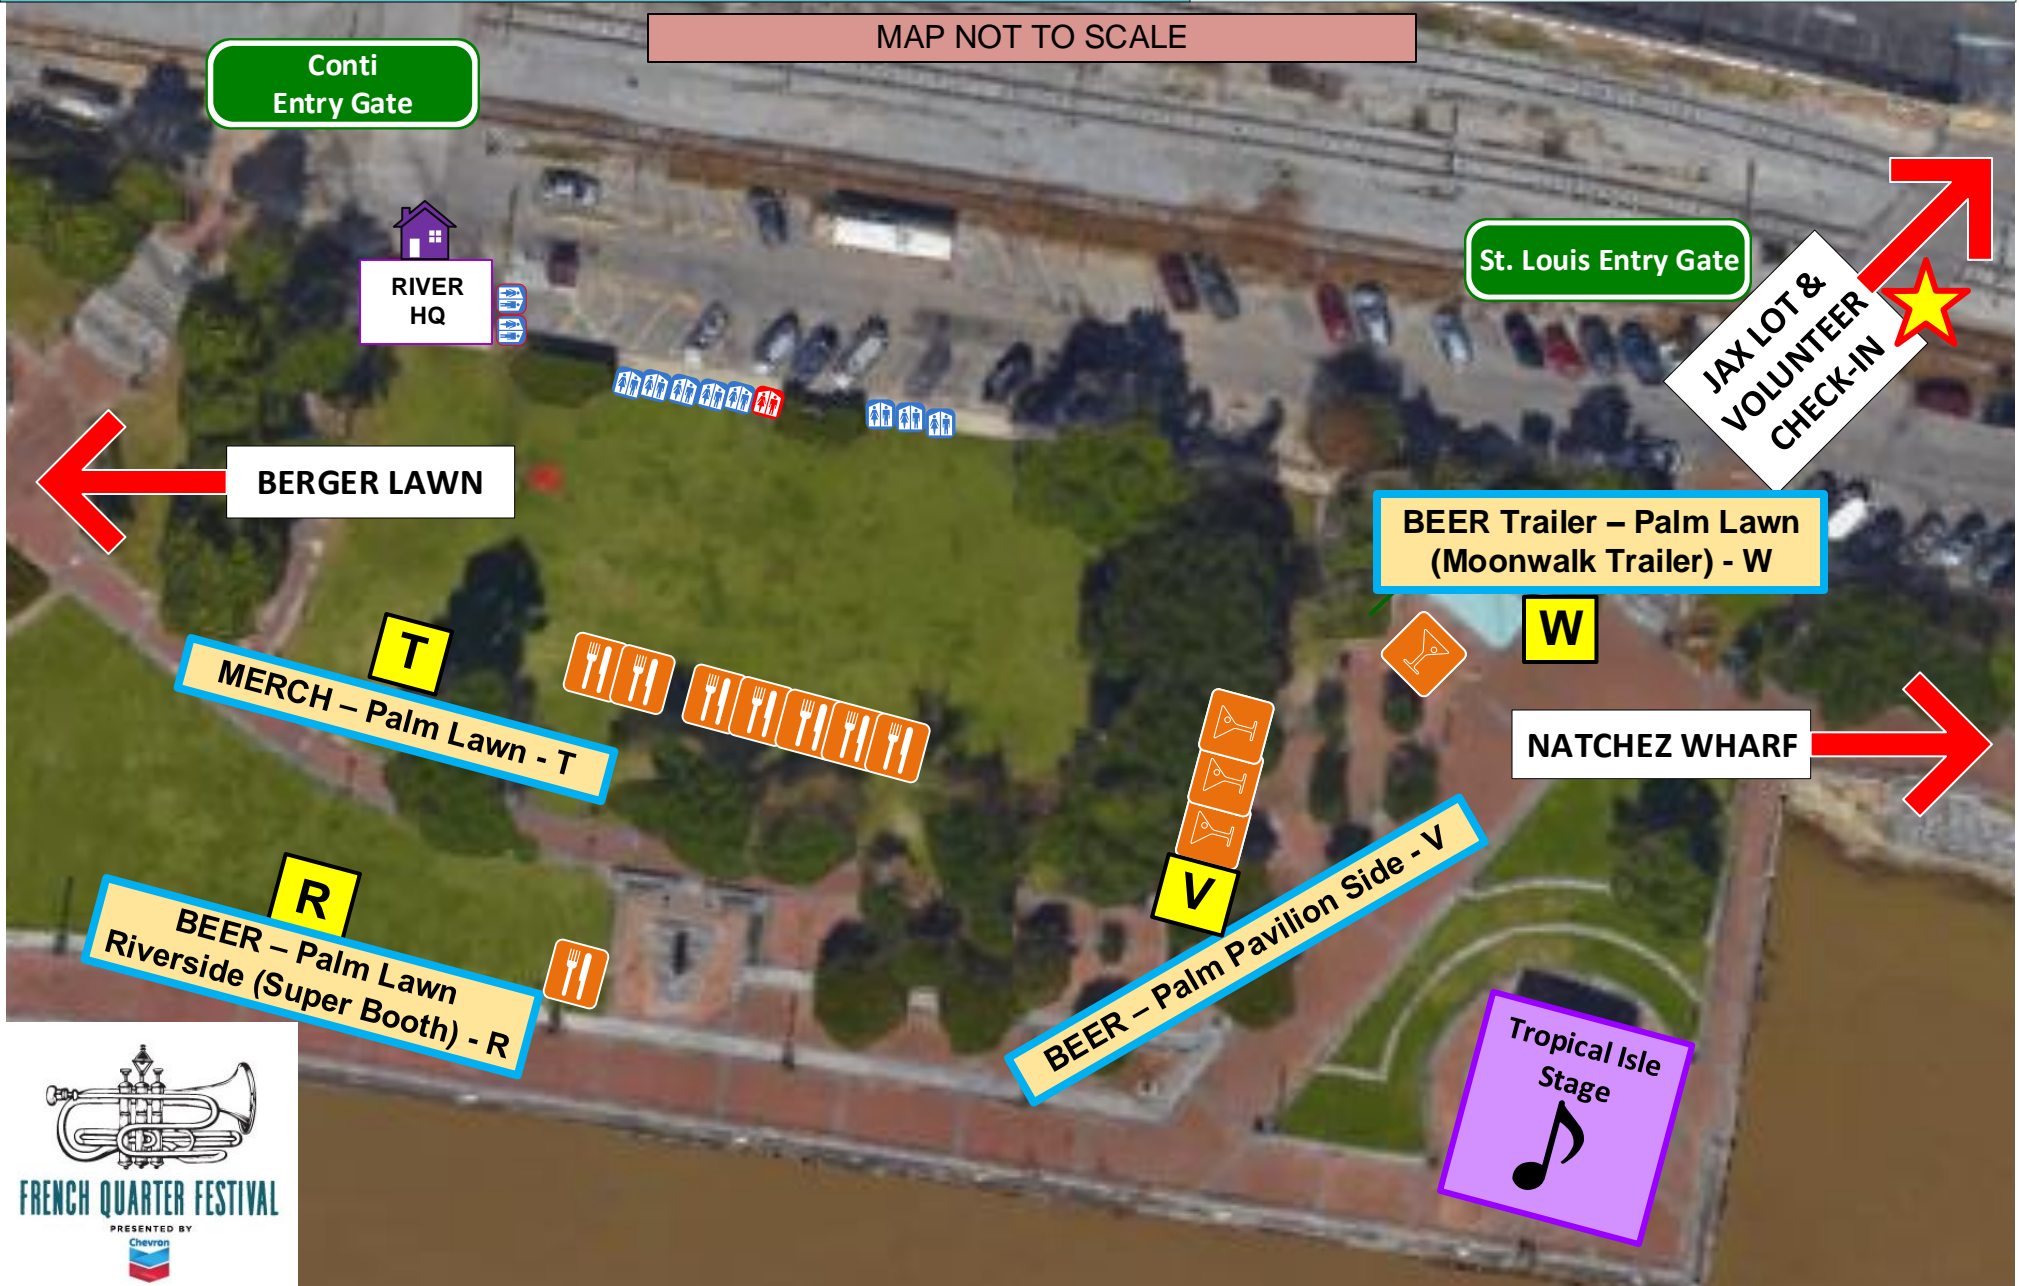 MAP NOT TO SCALE
Conti
Entry Gate
RIVER
HQ
St. Louis Entry Gate
JAX LOT &
VOLUNTEER
CHECK-IN
BERGER LAWN
BEER Trailer – Palm Lawn
(Moonwalk Trailer) - W
W
T
MERCH – Palm Lawn - T
NATCHEZ WHARF
R
BEER – Palm Lawn
Riverside (Super Booth) - R
V
BEER – Palm Pavilion Side - V
Tropical Isle
Stage
FRENCH QUARTER FESTIVAL
PRESENTED BY
Chevron